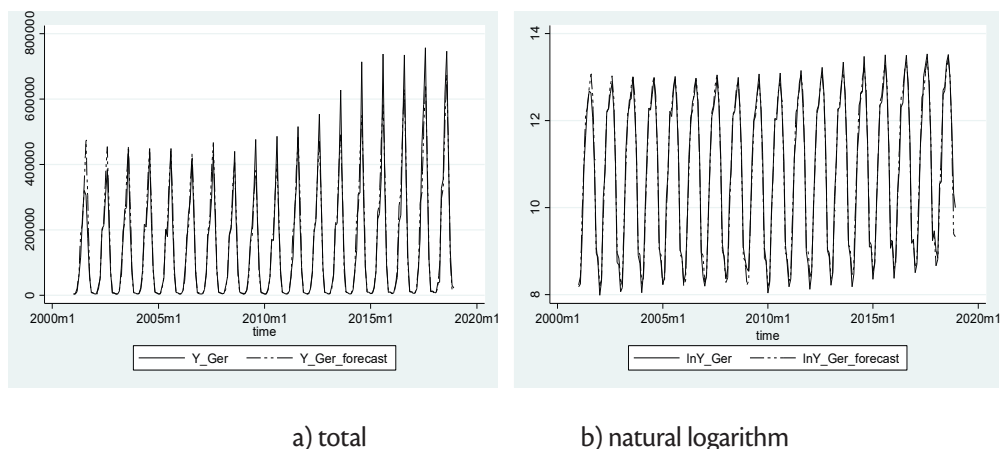 800000
600000
400000
200000
0
2000m1 2005m1 2010m1 2015m1 2020m1
time
Y_Ger Y_Ger_forecast
14
12
10
8
2000m1 2005m1 2010m1 2015m1 2020m1
time
lnY_Ger lnY_Ger_forecast
a) total b) natural logarithm